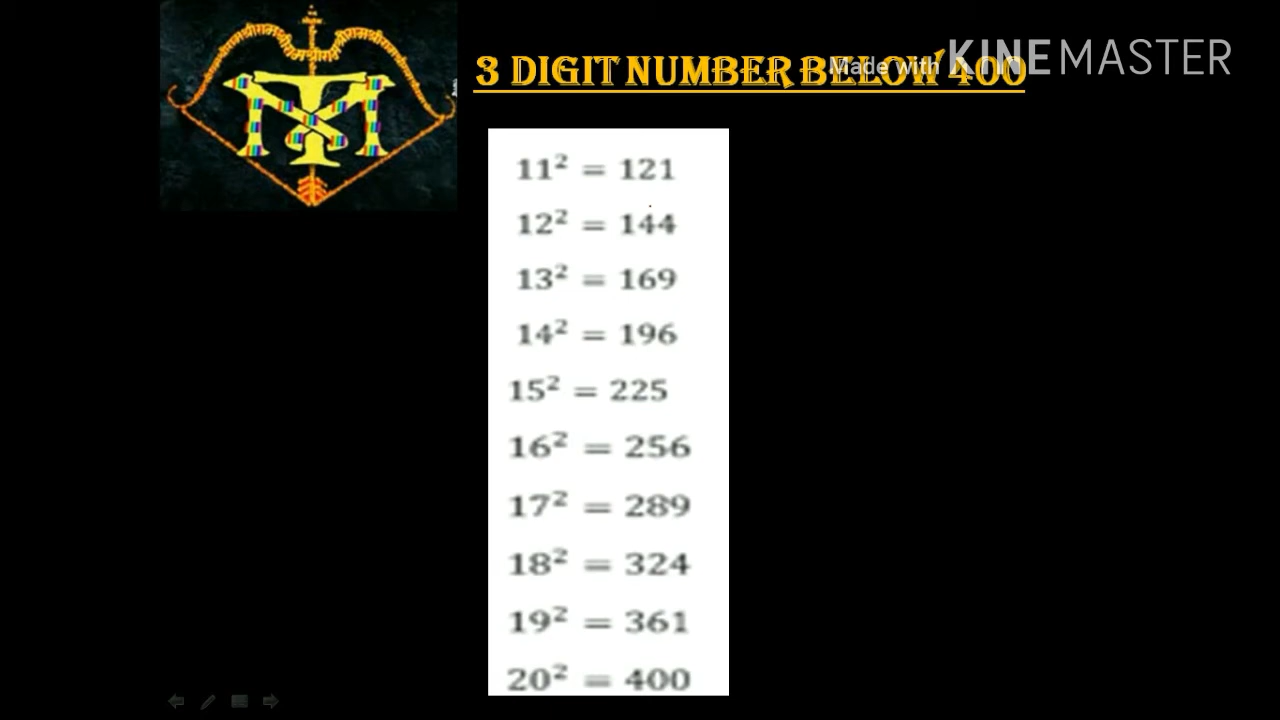 3 DIGIT NUMBER BELOW 400
Made with KINEMASTER
11² = 121
12² = 144
13² = 169
14² = 196
15² = 225
16² = 256
17² = 289
18² = 324
19² = 361
20² = 400